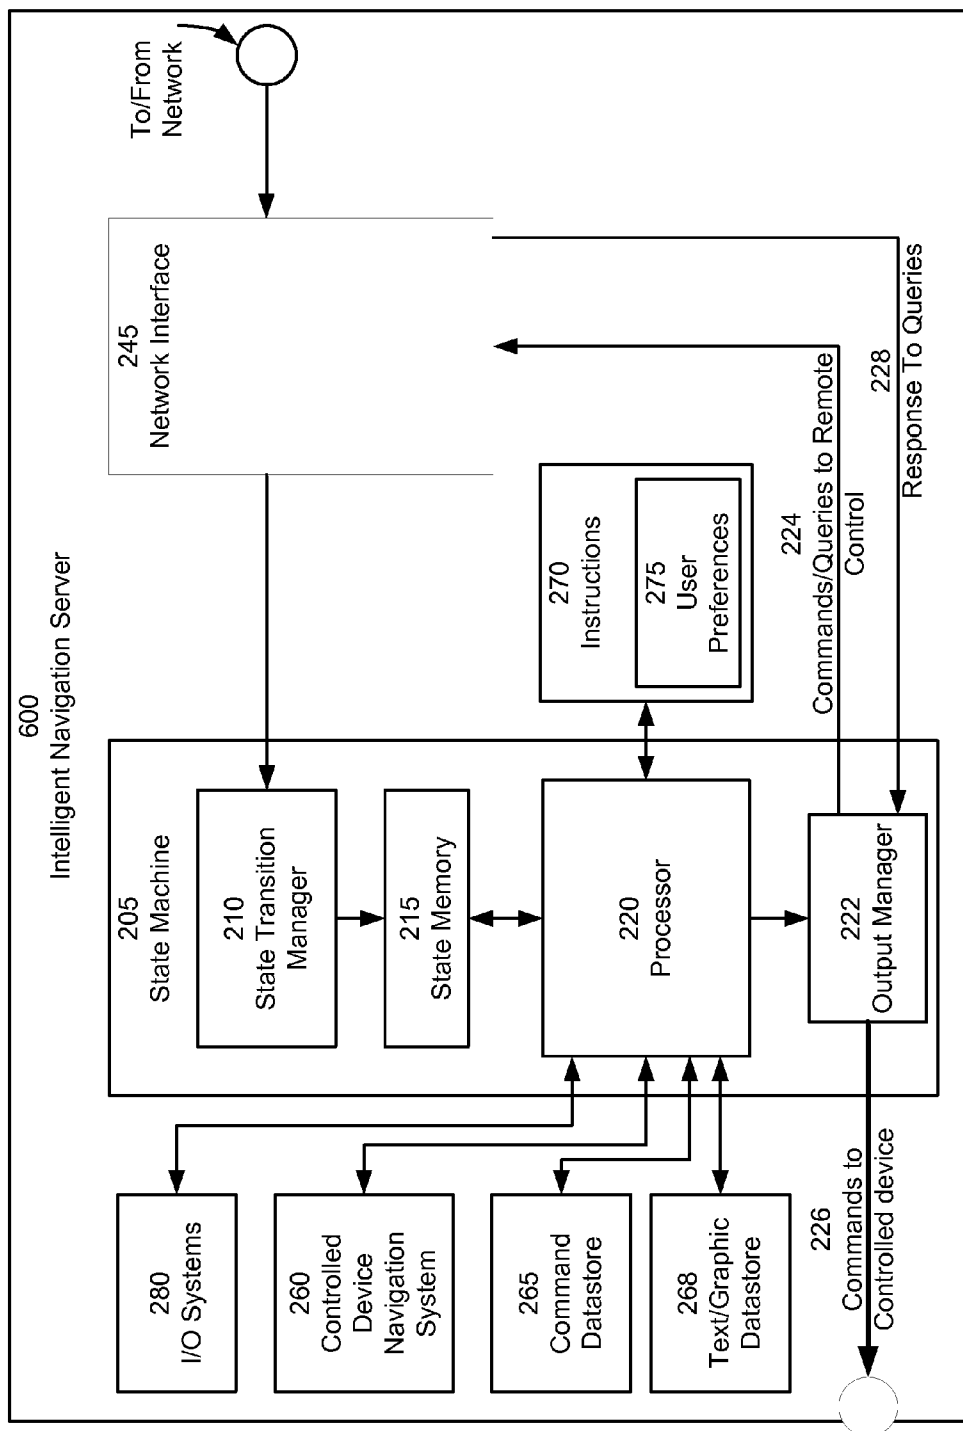 600
Intelligent Navigation Server
280
I/O Systems
260
Controlled
Device
Navigation
System
265
Command
Datastore
268
Text/Graphic
Datastore
226
Commands to
Controlled device
205
State Machine
210
State Transition
Manager
215
State Memory
220
Processor
222
Output Manager
270
Instructions
275
User
Preferences
224
Commands/Queries to Remote
Control
245
Network Interface
228
Response To Queries
To/From
Network